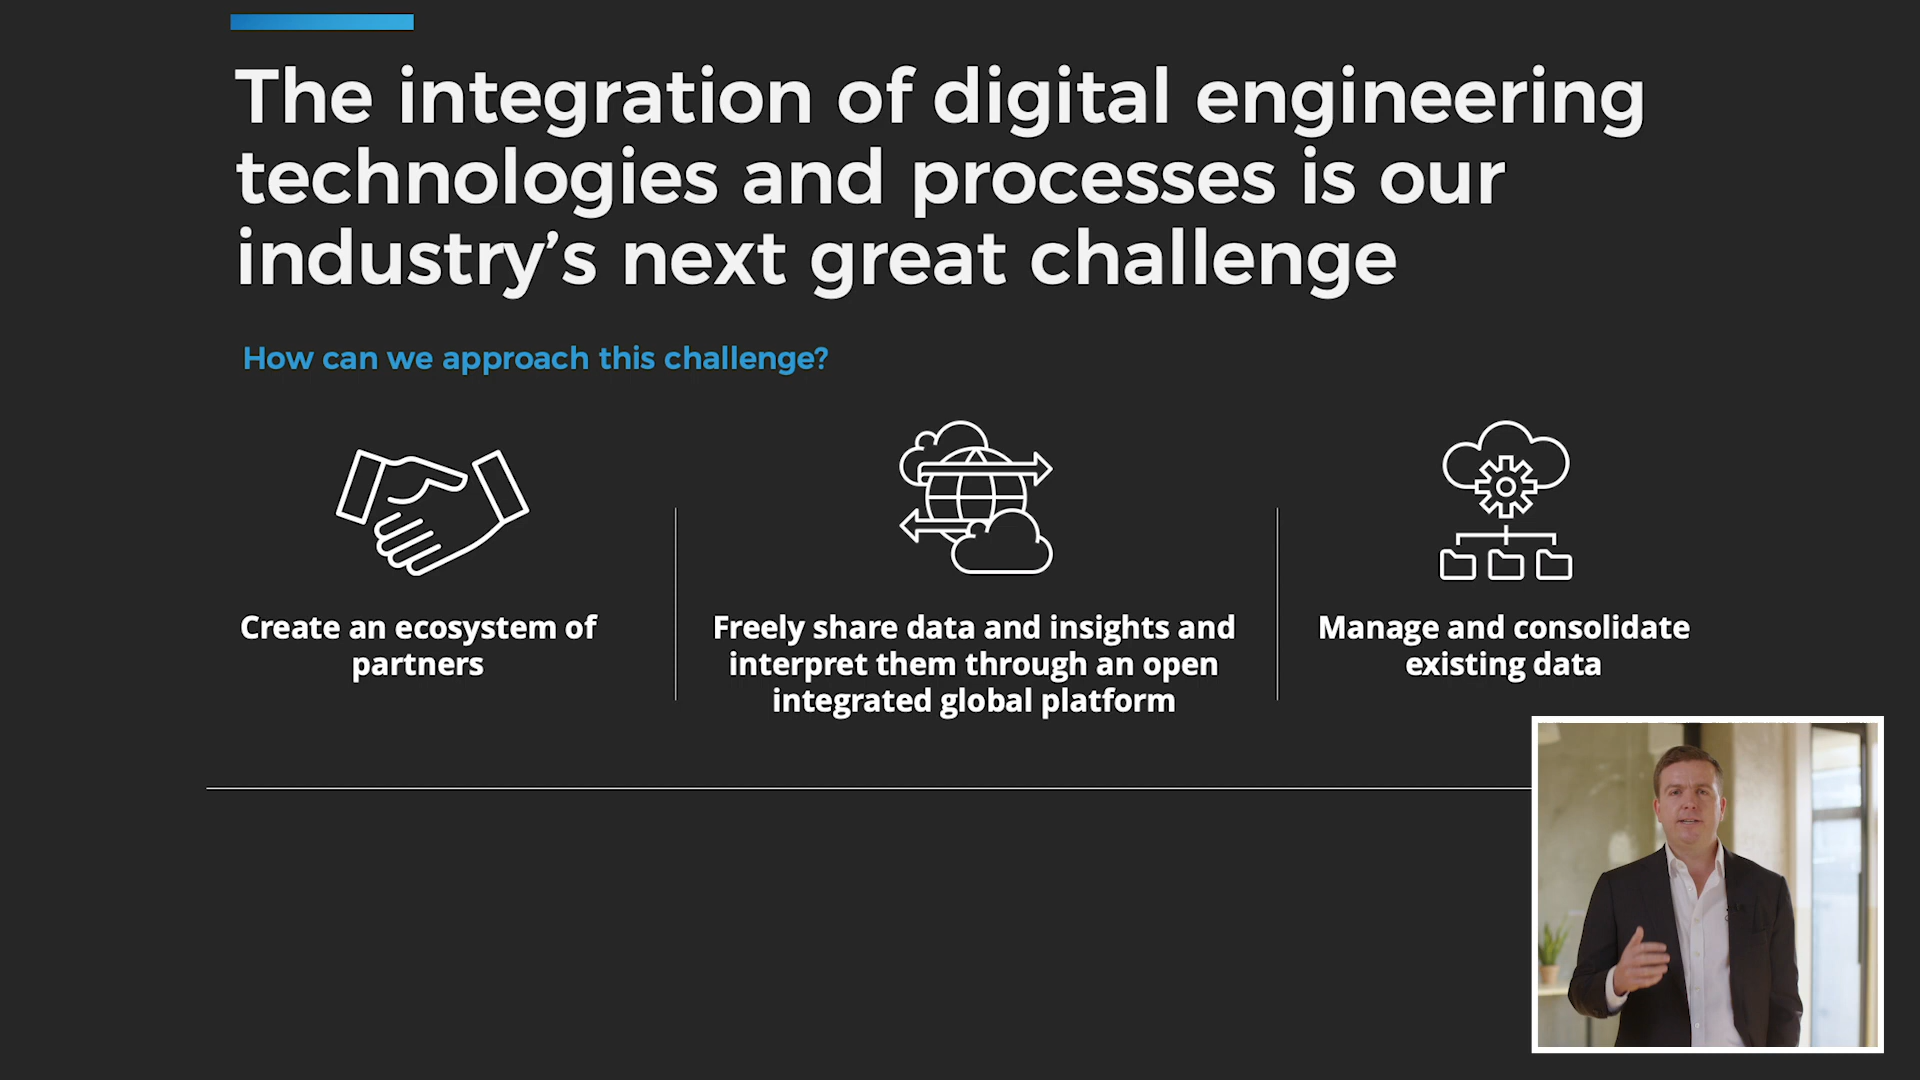 The integration of digital engineering
technologies and processes is our
industry’s next great challenge
How can we approach this challenge?
Create an ecosystem of
partners
Freely share data and insights and
interpret them through an open
integrated global platform
Manage and consolidate
existing data